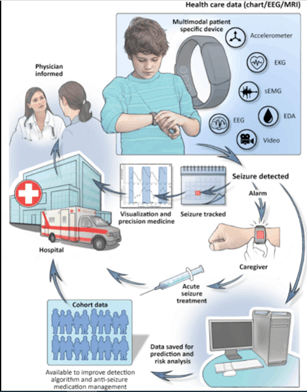 Health care data (chart/EEG/MRI)
Multimodal patient
specific device
Accelerometer
EKG
sEMG
EDA
EEG
Video
Physician
informed
Seizure detected
Alarm
Visualization and
precision medicine
Seizure tracked
Hospital
Caregiver
Acute
seizure
treatment
Cohort data
Available to improve detection
algorithm and anti-seizure
medication management
Data saved for
prediction and
risk analysis